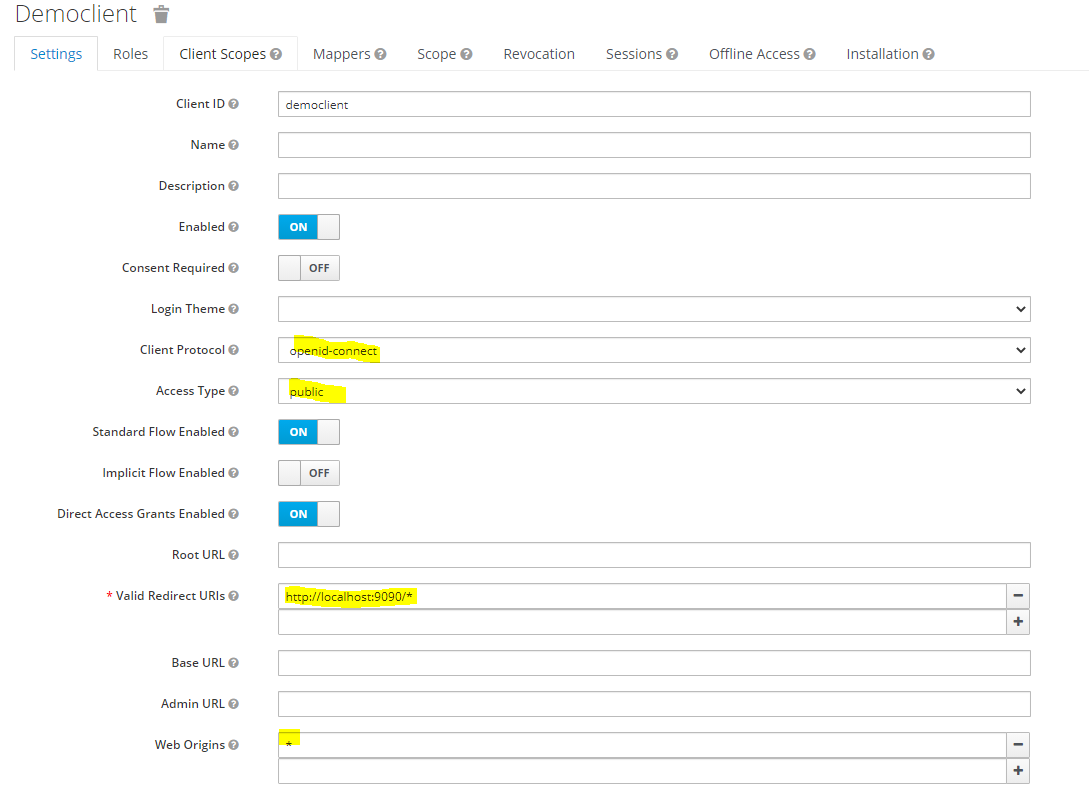 Democlient
Settings Roles Client Scopes Mappers Scope Revocation Sessions Offline Access Installation
Client ID democlient
Name
Description
Enabled ON
Consent Required OFF
Login Theme
Client Protocol openid-connect
Access Type public
Standard Flow Enabled ON
Implicit Flow Enabled OFF
Direct Access Grants Enabled ON
Root URL
* Valid Redirect URIs http://localhost:9090/*
Base URL
Admin URL
Web Origins *